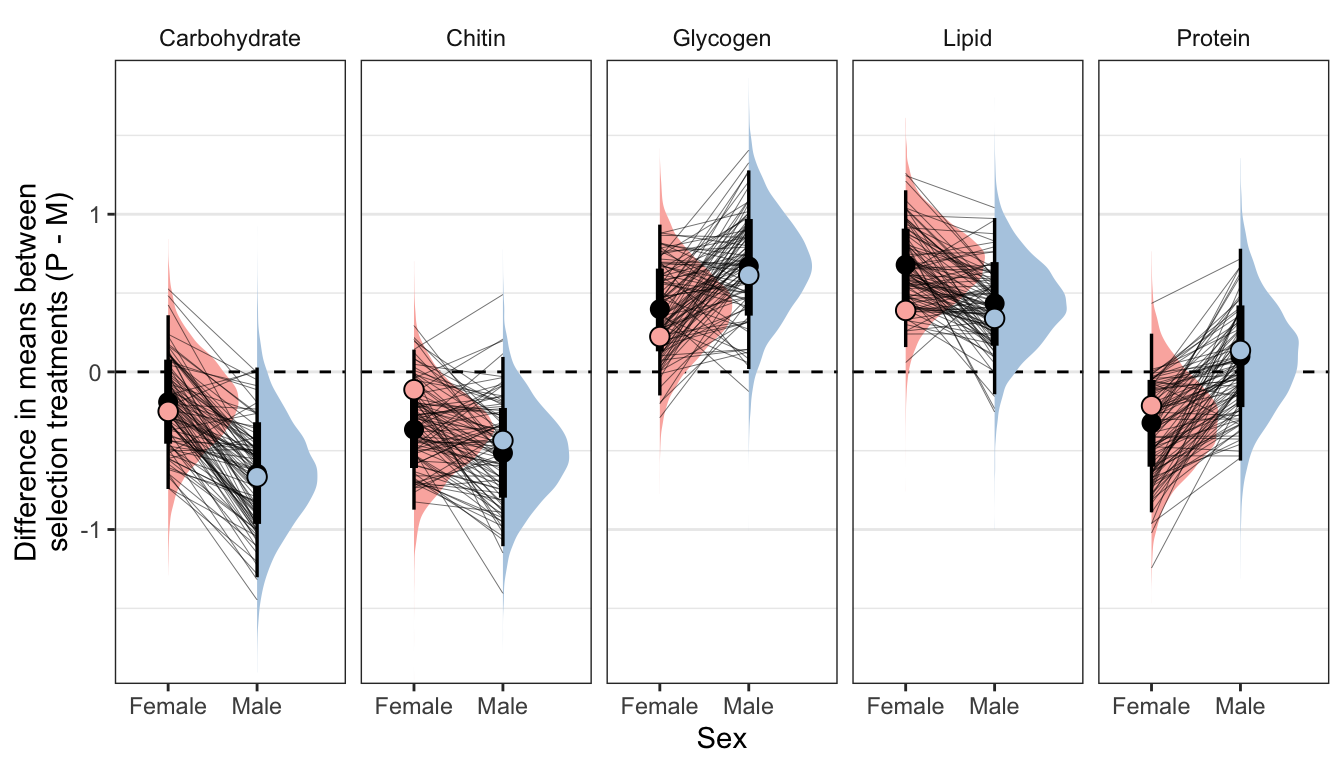 Carbohydrate
Chitin
Glycogen
Lipid
Protein
Difference in means between
selection treatments (P - M)
1
0
-1
Female
Male
Female
Male
Female
Male
Female
Male
Female
Male
Sex